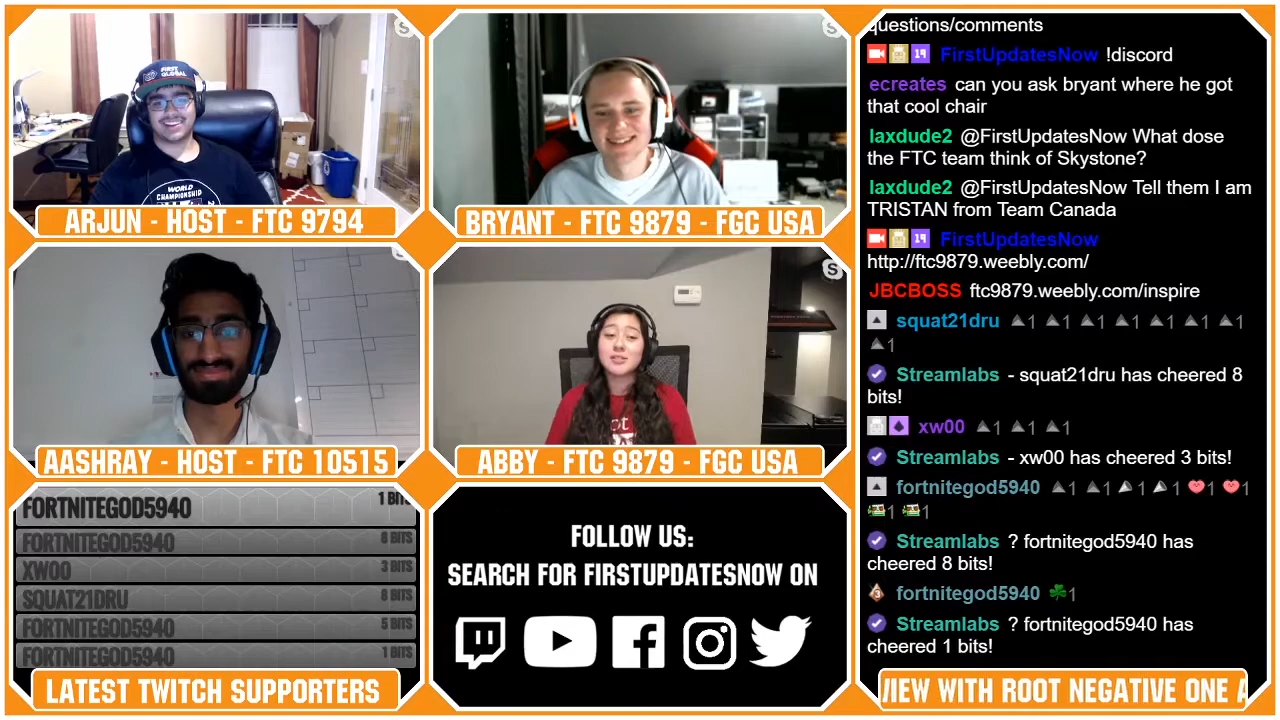 FIRST
GLOBAL
WORLD
CHAMPIONSHIP
ARJUN - HOST - FTC 9794
BRYANT - FTC 9879 - FGC USA
AASHRAY - HOST - FTC 10515
ABBY - FTC 9879 - FGC USA
FORTNITEGOD5940 1 BITS
FORTNITEGOD5940 8 BITS
XW00 3 BITS
SQUAT21DRU 8 BITS
FORTNITEGOD5940 5 BITS
FORTNITEGOD5940 1 BITS
LATEST TWITCH SUPPORTERS
FOLLOW US:
SEARCH FOR FIRSTUPDATESNOW ON
questions/comments
19 FirstUpdatesNow !discord
ecreates can you ask bryant where he got
that cool chair
laxdude2 @FirstUpdatesNow What dose
the FTC team think of Skystone?
laxdude2 @FirstUpdatesNow Tell them I am
TRISTAN from Team Canada
19 FirstUpdatesNow
http://ftc9879.weebly.com/
JBCBOSS ftc9879.weebly.com/inspire
squat21dru 1 1 1 1 1 1 1
1
Streamlabs - squat21dru has cheered 8
bits!
xw00 1 1 1
Streamlabs - xw00 has cheered 3 bits!
fortnitegod5940 1 1 1 1 1 1
1 1
Streamlabs ? fortnitegod5940 has
cheered 8 bits!
3 fortnitegod5940 1
Streamlabs ? fortnitegod5940 has
cheered 1 bits!
VIEW WITH ROOT NEGATIVE ONE